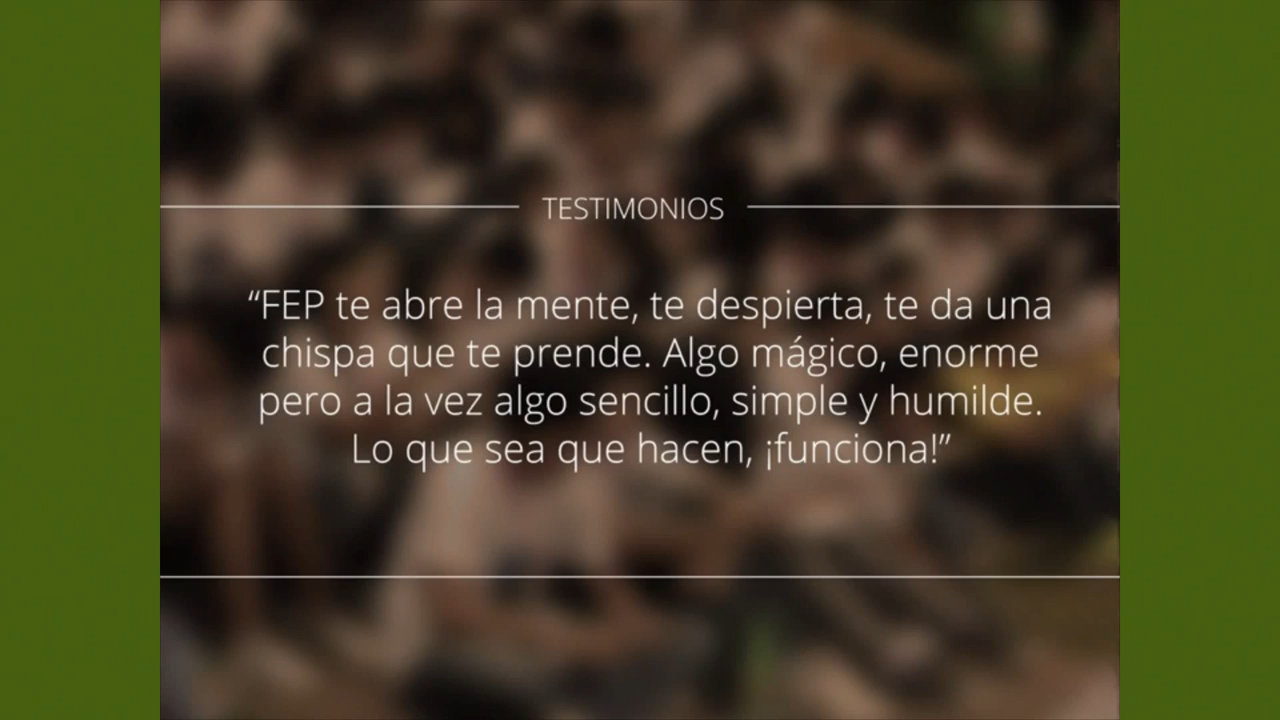 TESTIMONIOS
“FEP te abre la mente, te despierta, te da una
chispa que te prende. Algo mágico, enorme
pero a la vez algo sencillo, simple y humilde.
Lo que sea que hacen, ¡funciona!”